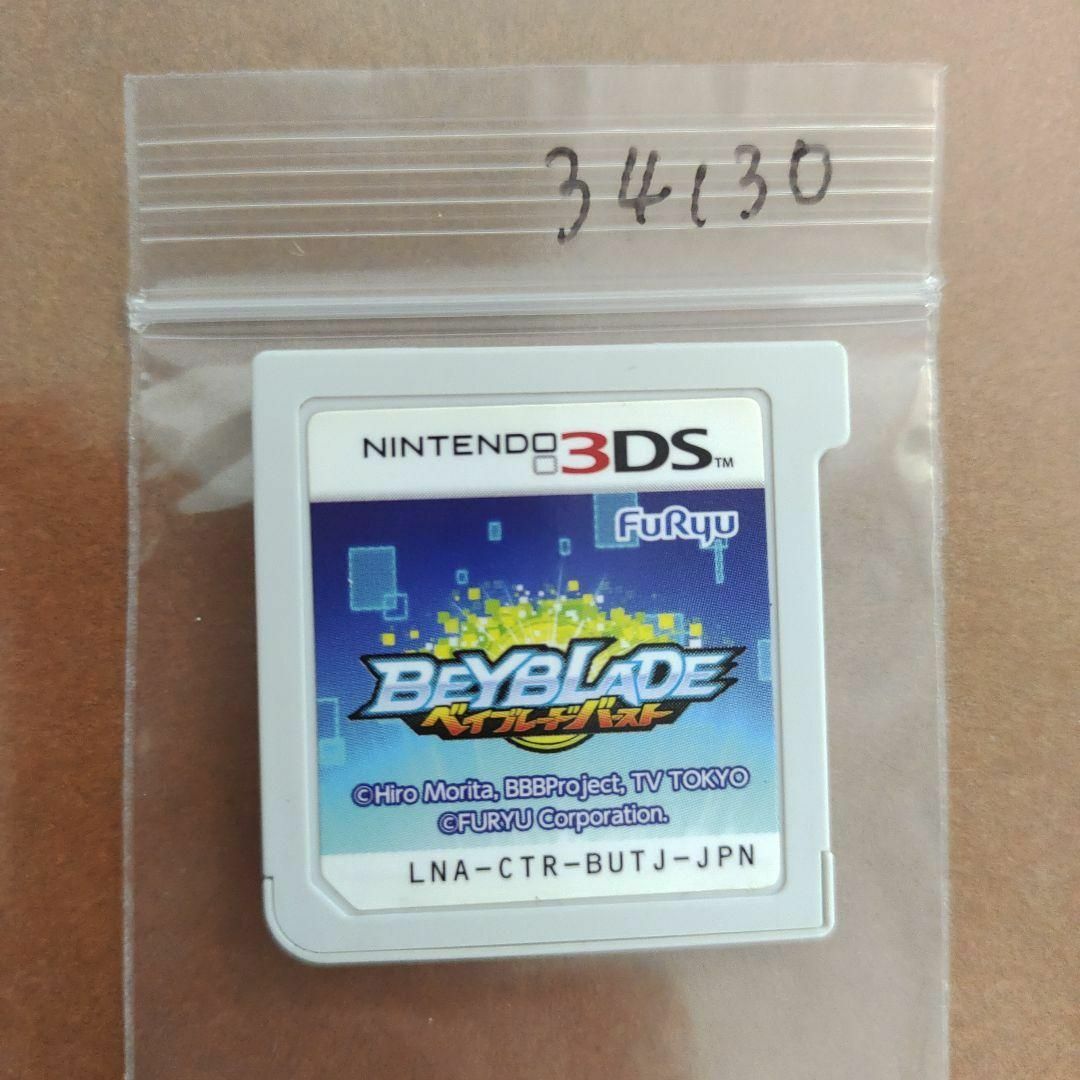 34130
NINTENDO 3DS™
FuRyu
BEYBLADE
ベイブレードバースト
©Hiro Morita, BBBProject, TV TOKYO
©FURYU Corporation.
LNA-CTR-BUTJ-JPN